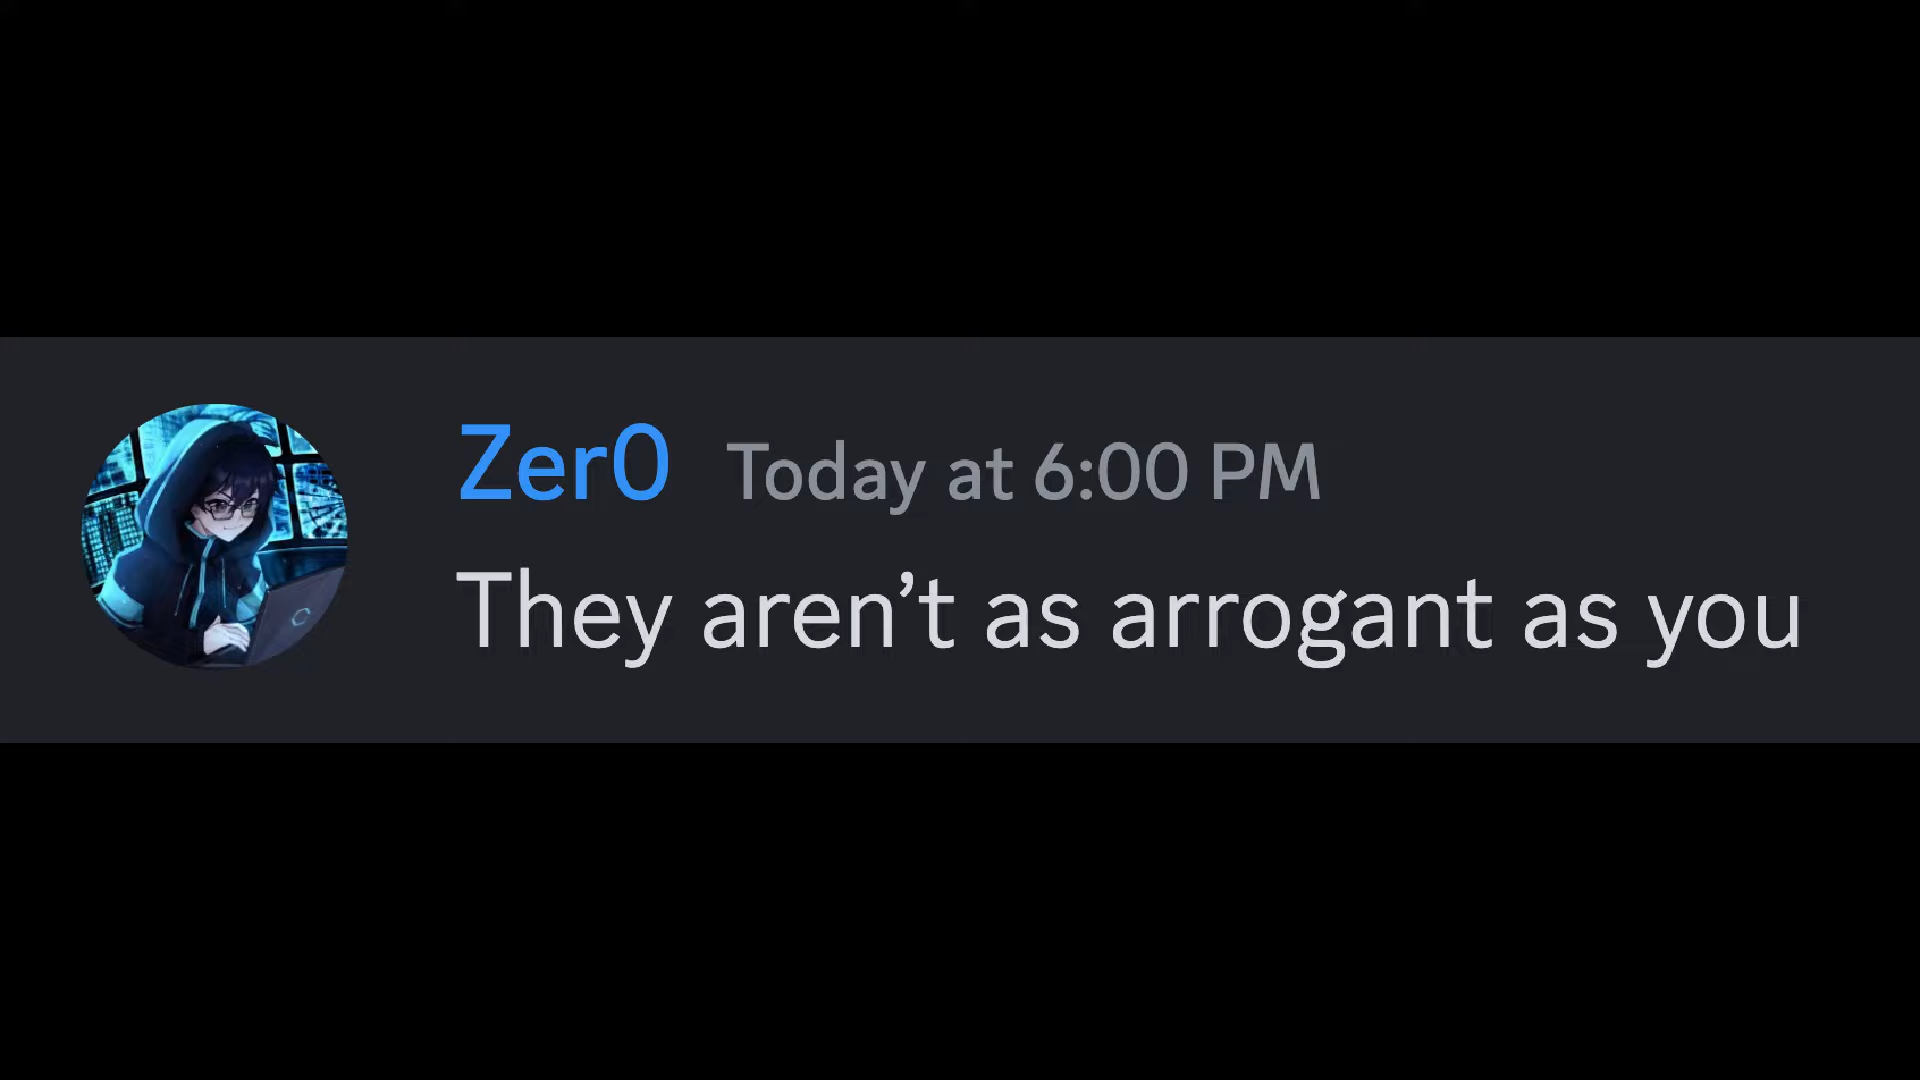 Zer0 Today at 6:00 PM
They aren’t as arrogant as you